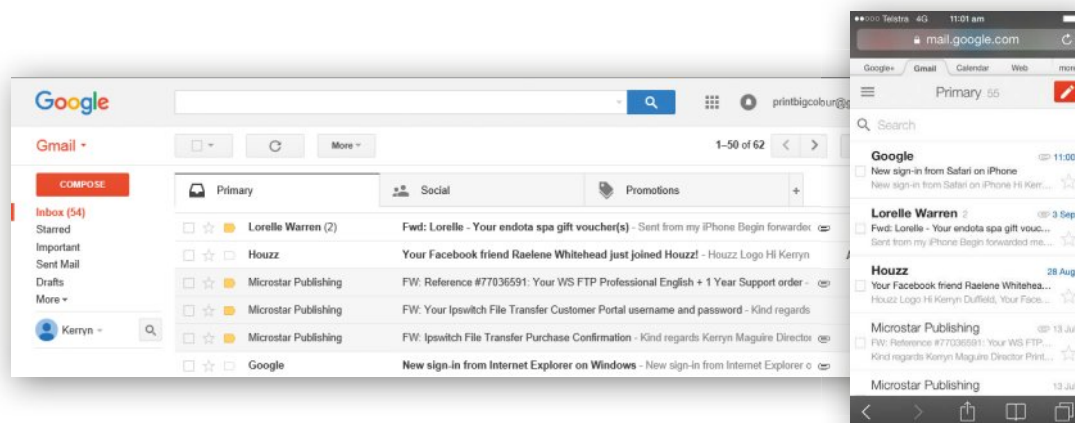 Google
printbigcolour@g
Gmail
More
1–50 of 62
COMPOSE
Primary
Social
Promotions
+
Inbox (54)
Starred
Important
Sent Mail
Drafts
More
Kerryn
Lorelle Warren (2) Fwd: Lorelle - Your endota spa gift voucher(s) - Sent from my iPhone Begin forwarded
Houzz Your Facebook friend Raelene Whitehead just joined Houzz! - Houzz Logo Hi Kerryn
Microstar Publishing FW: Reference #77036591: Your WS FTP Professional English + 1 Year Support order -
Microstar Publishing FW: Your Ipswitch File Transfer Customer Portal username and password - Kind regards
Microstar Publishing FW: Ipswitch File Transfer Purchase Confirmation - Kind regards Kerryn Maguire Director
Google New sign-in from Internet Explorer on Windows - New sign-in from Internet Explorer o
Telstra 4G 11:01 am
mail.google.com
Google+ Gmail Calendar Web
Primary 55
Search
Google 11:00
New sign-in from Safari on iPhone
New sign-in from Safari on iPhone Hi Kerr...
Lorelle Warren 2 3 Sep
Fwd: Lorelle - Your endota spa gift vouc...
Sent from my iPhone Begin forwarded me...
Houzz 28 Aug
Your Facebook friend Raelene Whitehea...
Houzz Logo Hi Kerryn Duffield, Your Face...
Microstar Publishing 13 Jul
FW: Reference #77036591: Your WS FTP...
Kind regards Kerryn Maguire Director Print...
Microstar Publishing 13 Jul